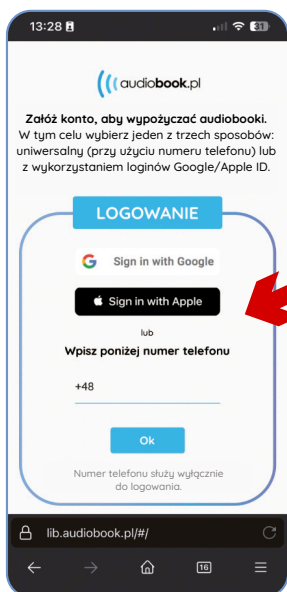 13:28
31
audiobook.pl
Załóż konto, aby wypożyczać audiobooki.
W tym celu wybierz jeden z trzech sposobów:
uniwersalny (przy użyciu numeru telefonu) lub
z wykorzystaniem loginów Google/Apple ID.
LOGOWANIE
G Sign in with Google
Sign in with Apple
lub
Wpisz poniżej numer telefonu
+48
Ok
Numer telefonu służy wyłącznie
do logowania.
lib.audiobook.pl/#/
16